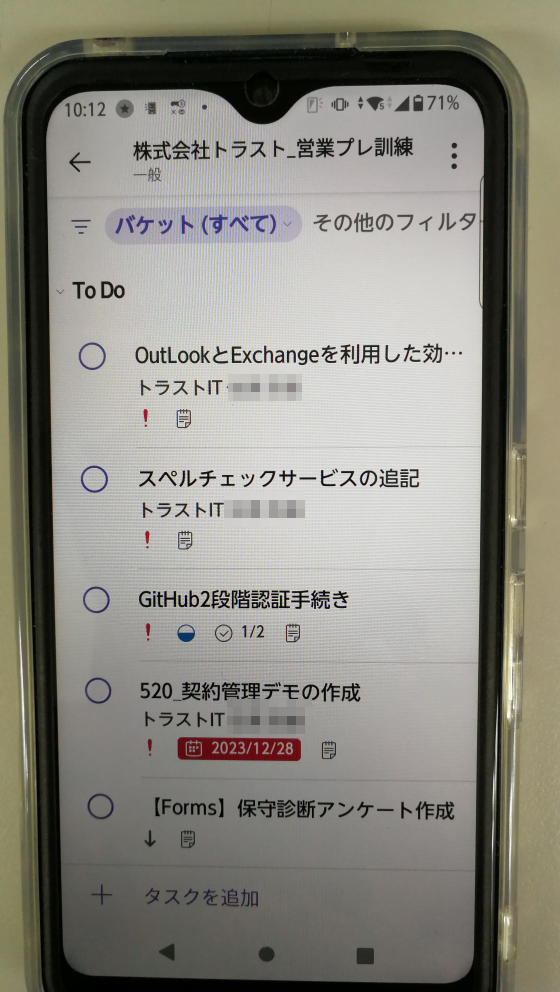 10:12
71%
株式会社トラスト_営業プレ訓練
一般
バケット (すべて)
その他のフィルタ
To Do
OutLookとExchangeを利用した効…
トラストIT
!
スペルチェックサービスの追記
トラストIT
!
GitHub2段階認証手続き
! 1/2
520_契約管理デモの作成
トラストIT
! 2023/12/28
【Forms】保守診断アンケート作成
タスクを追加